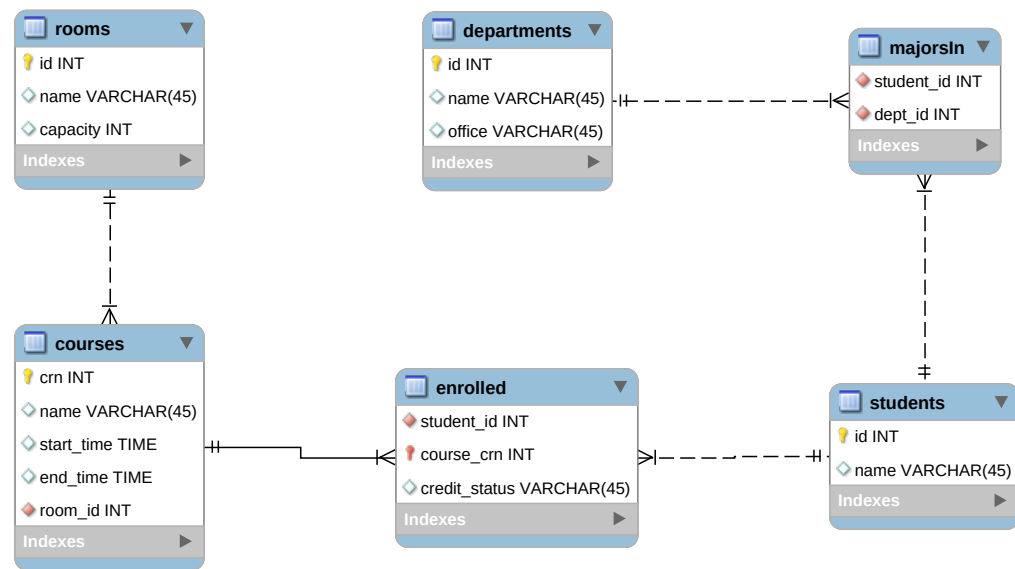 rooms
id INT
name VARCHAR(45)
capacity INT
Indexes
departments
id INT
name VARCHAR(45)
office VARCHAR(45)
Indexes
majorsIn
student_id INT
dept_id INT
Indexes
courses
crn INT
name VARCHAR(45)
start_time TIME
end_time TIME
room_id INT
Indexes
enrolled
student_id INT
course_crn INT
credit_status VARCHAR(45)
Indexes
students
id INT
name VARCHAR(45)
Indexes